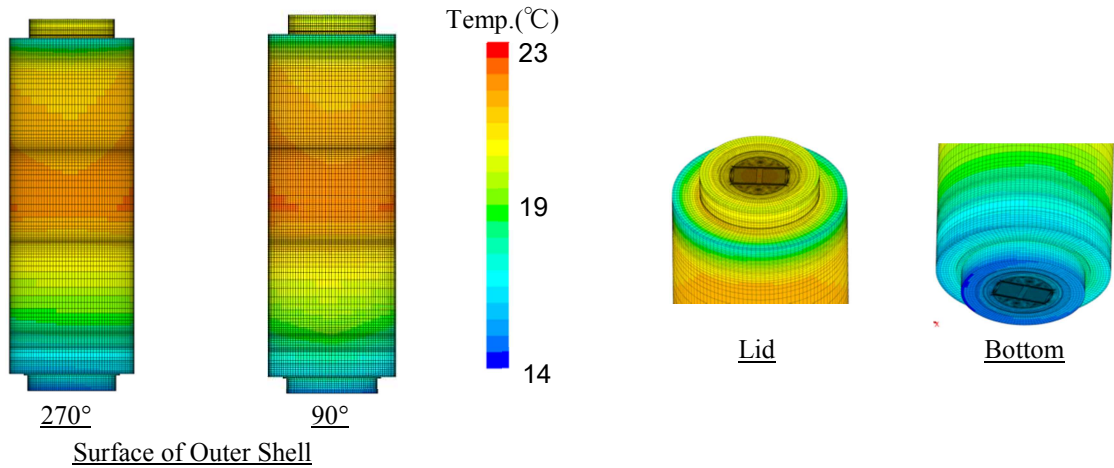 Temp.(℃)
23
19
14
270°
90°
Surface of Outer Shell
Lid
Bottom